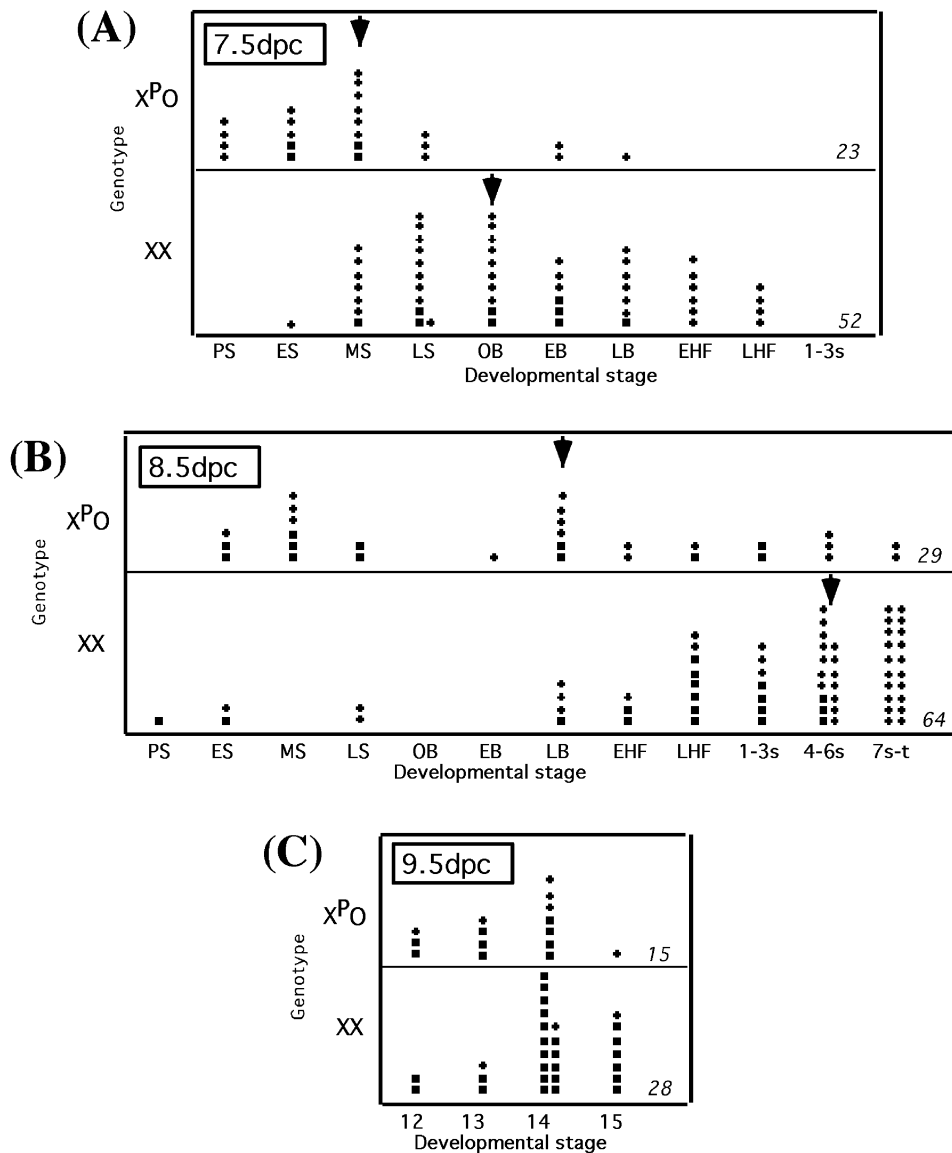 (A)
7.5dpc
XPO
23
Genotype
XX
52
PS ES MS LS OB EB LB EHF LHF 1-3s
Developmental stage
(B)
8.5dpc
XPO
29
Genotype
XX
64
PS ES MS LS OB EB LB EHF LHF 1-3s 4-6s 7s-t
Developmental stage
(C)
9.5dpc
XPO
15
Genotype
XX
28
12 13 14 15
Developmental stage